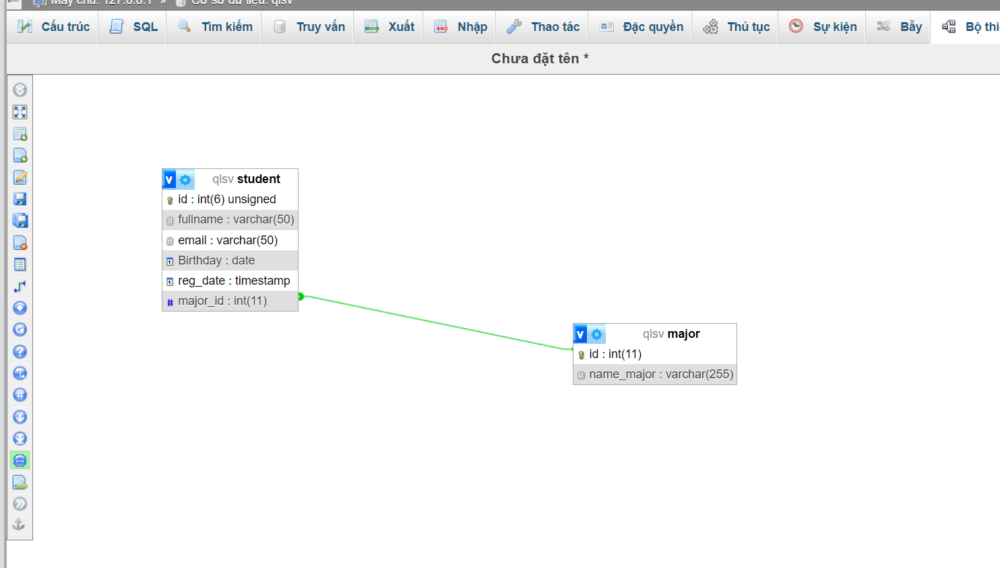 Máy chủ: 127.0.0.1 » Cơ sở dữ liệu: qlsv
Cấu trúc SQL Tìm kiếm Truy vấn Xuất Nhập Thao tác Đặc quyền Thủ tục Sự kiện Bẫy Bộ thi
Chưa đặt tên *
v qlsv student
id : int(6) unsigned
fullname : varchar(50)
email : varchar(50)
Birthday : date
reg_date : timestamp
# major_id : int(11)
v qlsv major
id : int(11)
name_major : varchar(255)